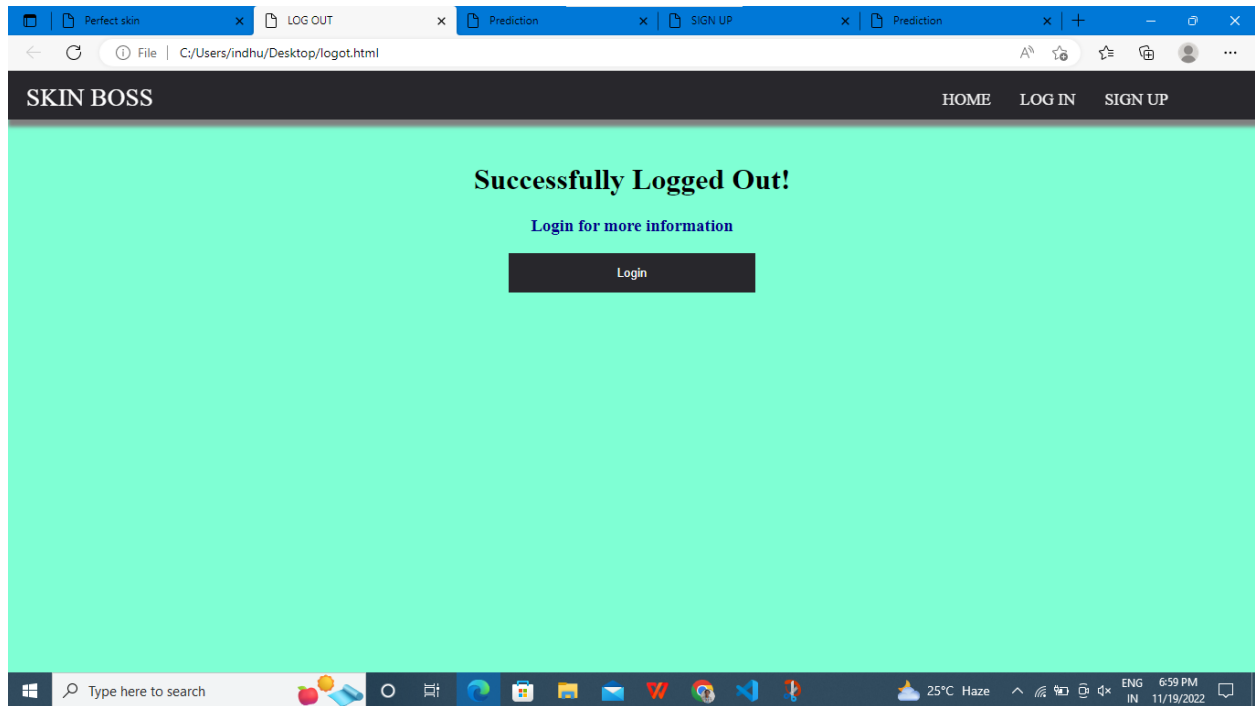 Perfect skin LOG OUT Prediction SIGN UP Prediction
File C:/Users/indhu/Desktop/logot.html
SKIN BOSS HOME LOG IN SIGN UP
Successfully Logged Out!
Login for more information
Login
Type here to search 25°C Haze ENG 6:59 PM
IN 11/19/2022